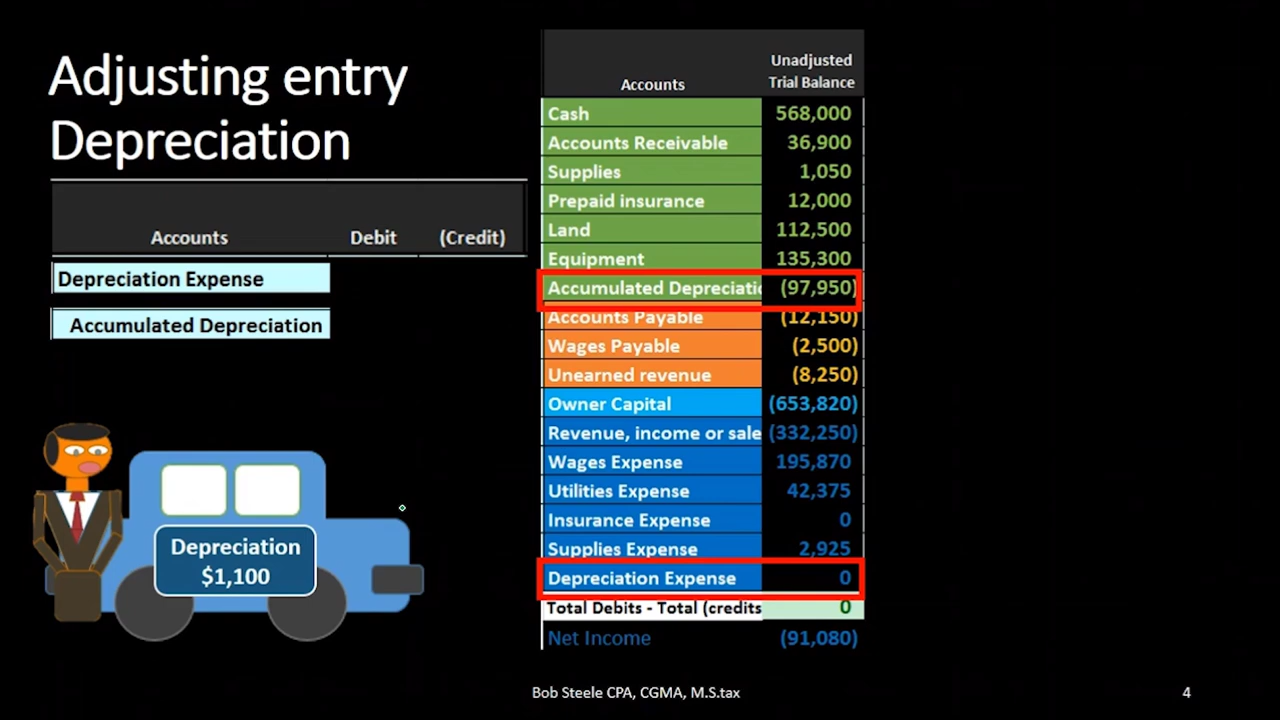 Adjusting entry
Depreciation
Accounts Debit (Credit)
Depreciation Expense
Accumulated Depreciation
Depreciation
$1,100
Unadjusted
Accounts Trial Balance
Cash 568,000
Accounts Receivable 36,900
Supplies 1,050
Prepaid insurance 12,000
Land 112,500
Equipment 135,300
Accumulated Depreciatio (97,950)
Accounts Payable (12,150)
Wages Payable (2,500)
Unearned revenue (8,250)
Owner Capital (653,820)
Revenue, income or sale (332,250)
Wages Expense 195,870
Utilities Expense 42,375
Insurance Expense 0
Supplies Expense 2,925
Depreciation Expense 0
Total Debits - Total (credits 0
Net Income (91,080)
Bob Steele CPA, CGMA, M.S.tax 4